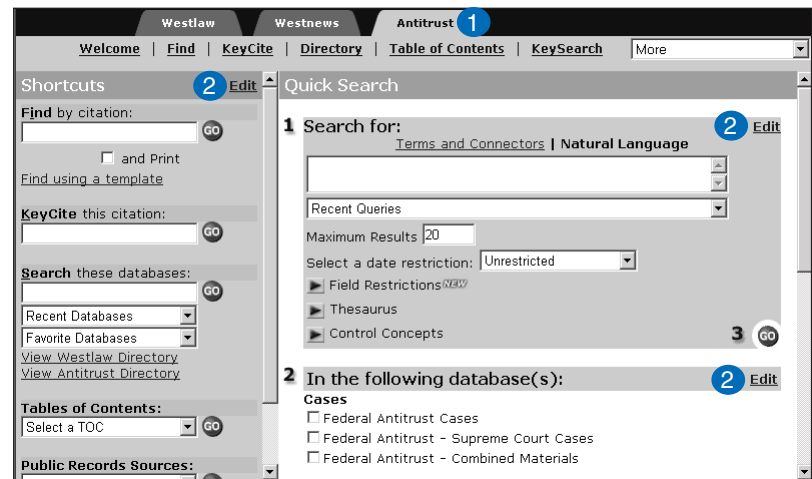 Westlaw Westnews Antitrust 1
Welcome | Find | KeyCite | Directory | Table of Contents | KeySearch More
Shortcuts 2 Edit
Find by citation:
GO
and Print
Find using a template
KeyCite this citation:
GO
Search these databases:
GO
Recent Databases
Favorite Databases
View Westlaw Directory
View Antitrust Directory
Tables of Contents:
Select a TOC GO
Public Records Sources:
Quick Search
1 Search for: 2 Edit
Terms and Connectors | Natural Language
Recent Queries
Maximum Results 20
Select a date restriction: Unrestricted
Field Restrictions NEW
Thesaurus
Control Concepts 3 GO
2 In the following database(s): 2 Edit
Cases
Federal Antitrust Cases
Federal Antitrust - Supreme Court Cases
Federal Antitrust - Combined Materials